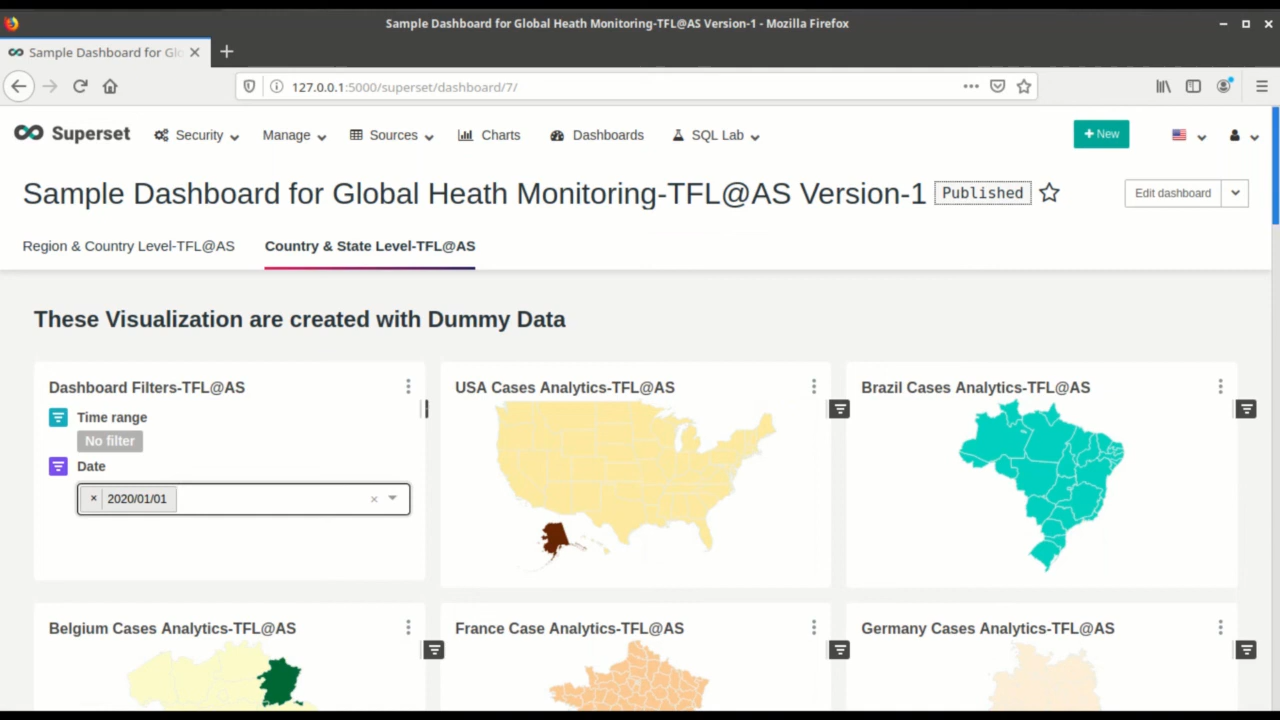 Sample Dashboard for Global Heath Monitoring-TFL@AS Version-1 - Mozilla Firefox
Sample Dashboard for Glo
127.0.0.1:5000/superset/dashboard/7/
Superset
Security
Manage
Sources
Charts
Dashboards
SQL Lab
+ New
Sample Dashboard for Global Heath Monitoring-TFL@AS Version-1
Published
Edit dashboard
Region & Country Level-TFL@AS
Country & State Level-TFL@AS
These Visualization are created with Dummy Data
Dashboard Filters-TFL@AS
Time range
No filter
Date
× 2020/01/01
USA Cases Analytics-TFL@AS
Brazil Cases Analytics-TFL@AS
Belgium Cases Analytics-TFL@AS
France Case Analytics-TFL@AS
Germany Cases Analytics-TFL@AS